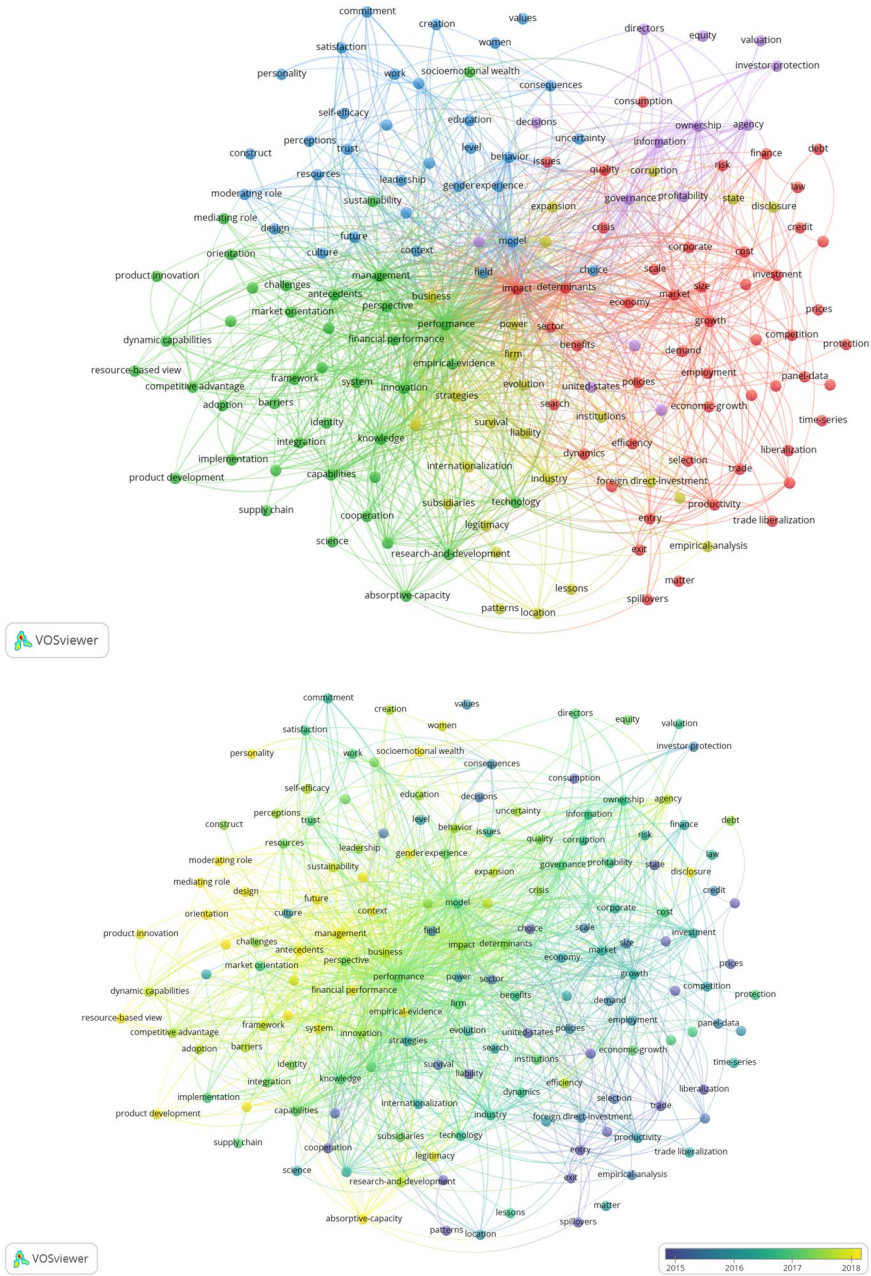 commitment
creation
values
directors
equity
valuation
satisfaction
women
investor-protection
personality
work
socioemotional wealth
consequences
consumption
self-efficacy
education
decisions
ownership
agency
perceptions
trust
level
uncertainty
information
construct
behavior
issues
quality
corruption
risk
finance
debt
resources
leadership
gender
experience
moderating role
sustainability
expansion
governance
profitability
state
law
disclosure
mediating role
design
future
crisis
credit
orientation
culture
context
model
corporate
cost
product innovation
challenges
management
field
choice
scale
investment
antecedents
business
impact
determinants
market
size
market orientation
perspective
economy
prices
performance
power
sector
growth
dynamic capabilities
financial performance
benefits
competition
protection
resource-based view
empirical-evidence
firm
demand
competitive advantage
framework
system
innovation
evolution
united-states
policies
employment
panel-data
adoption
barriers
strategies
search
institutions
economic-growth
identity
survival
liability
time-series
integration
knowledge
efficiency
implementation
dynamics
selection
liberalization
product development
capabilities
internationalization
industry
foreign direct-investment
trade
supply chain
cooperation
subsidiaries
technology
productivity
science
legitimacy
entry
trade liberalization
research-and-development
exit
empirical-analysis
absorptive-capacity
lessons
matter
patterns
location
spillovers
VOSviewer
commitment
creation
values
directors
equity
valuation
satisfaction
women
investor-protection
personality
work
socioemotional wealth
consequences
consumption
self-efficacy
education
decisions
ownership
agency
perceptions
trust
level
uncertainty
information
construct
behavior
issues
quality
corruption
risk
finance
debt
resources
leadership
gender
experience
moderating role
sustainability
expansion
governance
profitability
state
law
disclosure
mediating role
design
future
crisis
credit
orientation
culture
context
model
corporate
cost
product innovation
challenges
management
field
choice
scale
investment
antecedents
business
impact
determinants
market
size
market orientation
perspective
economy
prices
performance
power
sector
growth
dynamic capabilities
financial performance
benefits
competition
protection
resource-based view
empirical-evidence
firm
demand
competitive advantage
framework
system
innovation
evolution
united-states
policies
employment
panel-data
adoption
barriers
strategies
search
institutions
economic-growth
identity
survival
liability
time-series
integration
knowledge
efficiency
implementation
dynamics
selection
liberalization
product development
capabilities
internationalization
industry
foreign direct-investment
trade
supply chain
cooperation
subsidiaries
technology
productivity
science
legitimacy
entry
trade liberalization
research-and-development
exit
empirical-analysis
absorptive-capacity
lessons
matter
patterns
location
spillovers
VOSviewer
2015 2016 2017 2018